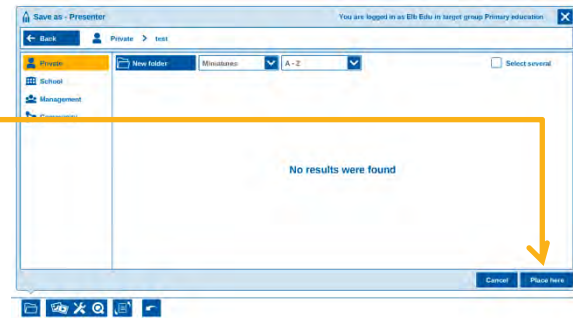 Save as - Presenter
You are logged in as Elb Edu in target group Primary education
Back Private > test
Private New folder Miniatures A - Z Select several
School
Management
Community
No results were found
Cancel Place here